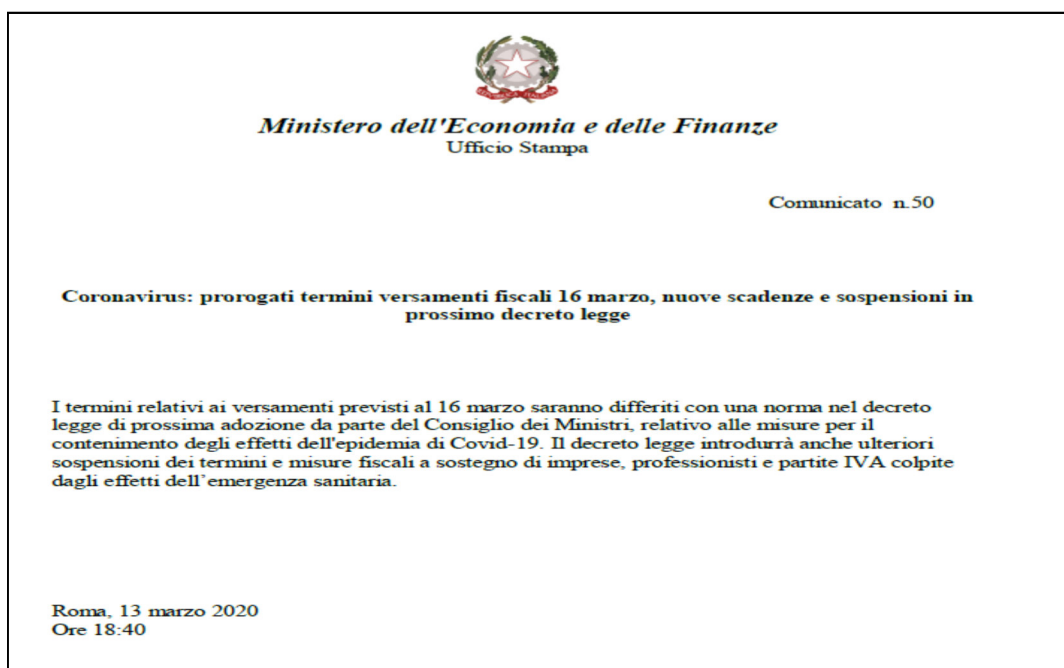 Ministero dell'Economia e delle Finanze
Ufficio Stampa
Comunicato n.50
Coronavirus: prorogati termini versamenti fiscali 16 marzo, nuove scadenze e sospensioni in
prossimo decreto legge
I termini relativi ai versamenti previsti al 16 marzo saranno differiti con una norma nel decreto
legge di prossima adozione da parte del Consiglio dei Ministri, relativo alle misure per il
contenimento degli effetti dell'epidemia di Covid-19. Il decreto legge introdurrà anche ulteriori
sospensioni dei termini e misure fiscali a sostegno di imprese, professionisti e partite IVA colpite
dagli effetti dell’emergenza sanitaria.
Roma, 13 marzo 2020
Ore 18:40